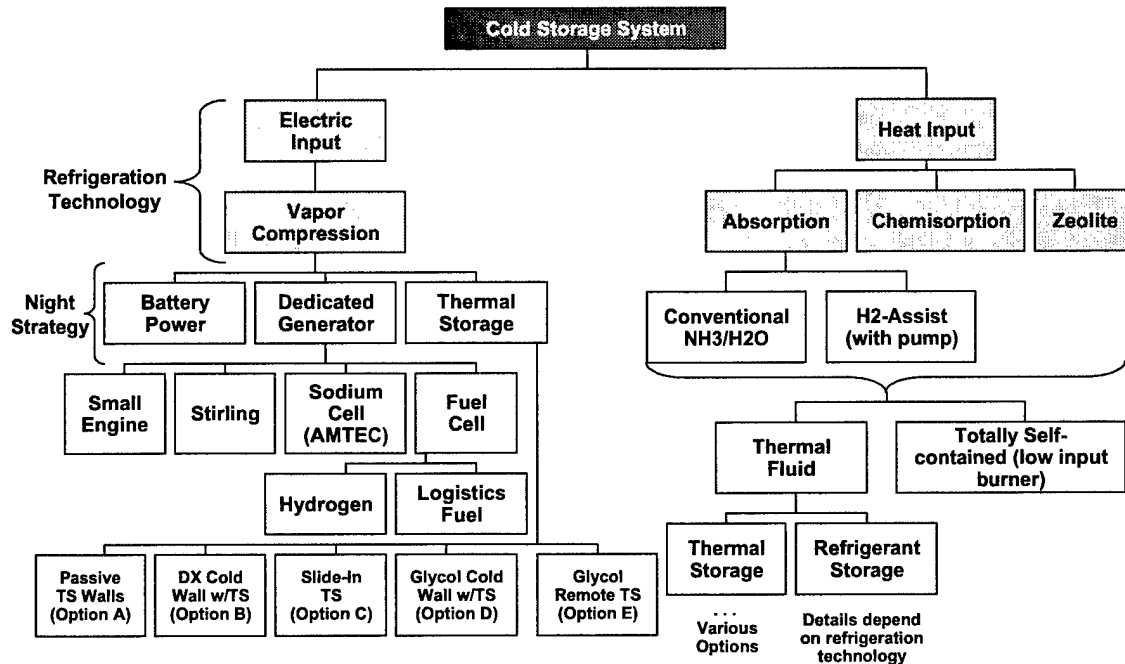 Cold Storage System
Electric
Input
Heat Input
Refrigeration
Technology
Vapor
Compression
Absorption
Chemisorption
Zeolite
Night
Strategy
Battery
Power
Dedicated
Generator
Thermal
Storage
Conventional
NH3/H2O
H2-Assist
(with pump)
Small
Engine
Stirling
Sodium
Cell
(AMTEC)
Fuel
Cell
Thermal
Fluid
Totally Self-
contained (low input
burner)
Hydrogen
Logistics
Fuel
Thermal
Storage
Refrigerant
Storage
Passive
TS Walls
(Option A)
DX Cold
Wall w/TS
(Option B)
Slide-In
TS
(Option C)
Glycol Cold
Wall w/TS
(Option D)
Glycol
Remote TS
(Option E)
. . .
Various
Options
Details depend
on refrigeration
technology